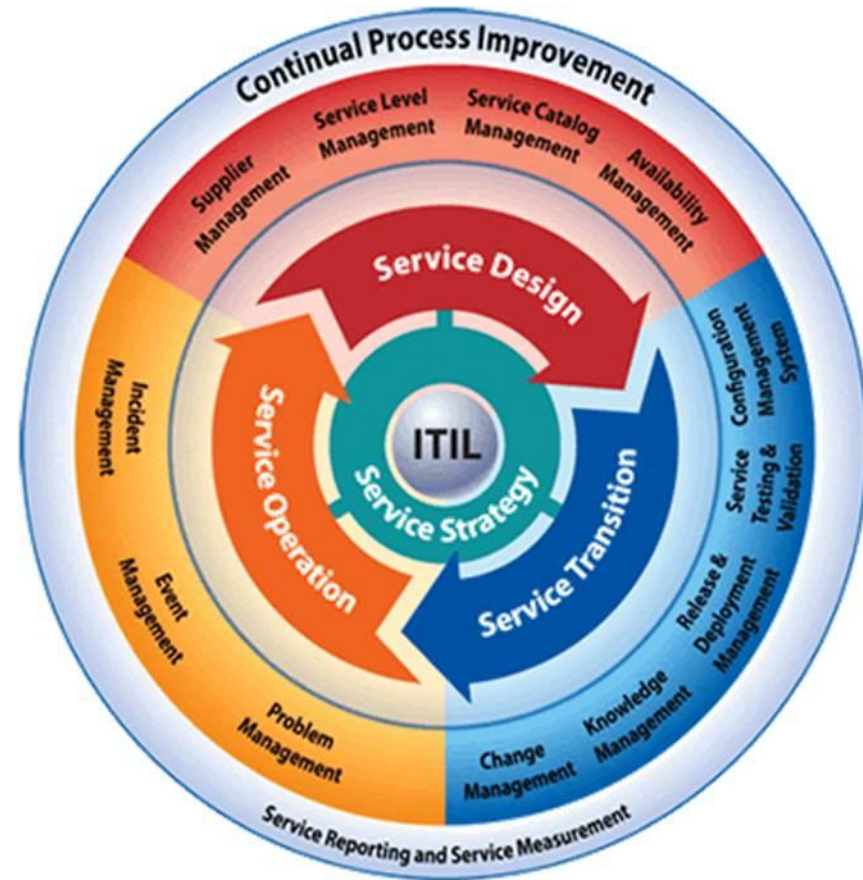 Continual Process Improvement
Supplier
Management
Service Level
Management
Service Catalog
Management
Availability
Management
Service Design
Configuration
Management
System
Service
Testing &
Validation
Release &
Deployment
Management
Knowledge
Management
Change
Management
Service Transition
Incident
Management
Event
Management
Problem
Management
Service Operation
ITIL
Service Strategy
Service Reporting and Service Measurement